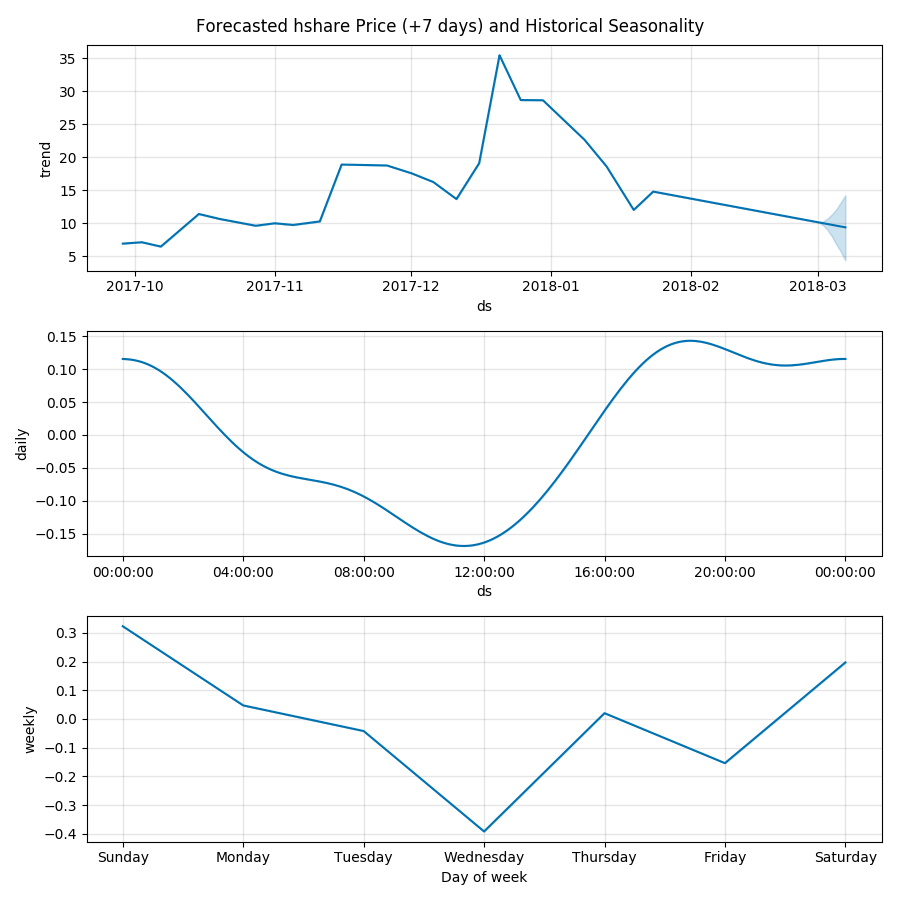 Forecasted hshare Price (+7 days) and Historical Seasonality
35
30
25
20
15
10
5
trend
2017-10 2017-11 2017-12 2018-01 2018-02 2018-03
ds
0.15
0.10
0.05
0.00
−0.05
−0.10
−0.15
daily
00:00:00 04:00:00 08:00:00 12:00:00 16:00:00 20:00:00 00:00:00
ds
0.3
0.2
0.1
0.0
−0.1
−0.2
−0.3
−0.4
weekly
Sunday Monday Tuesday Wednesday Thursday Friday Saturday
Day of week